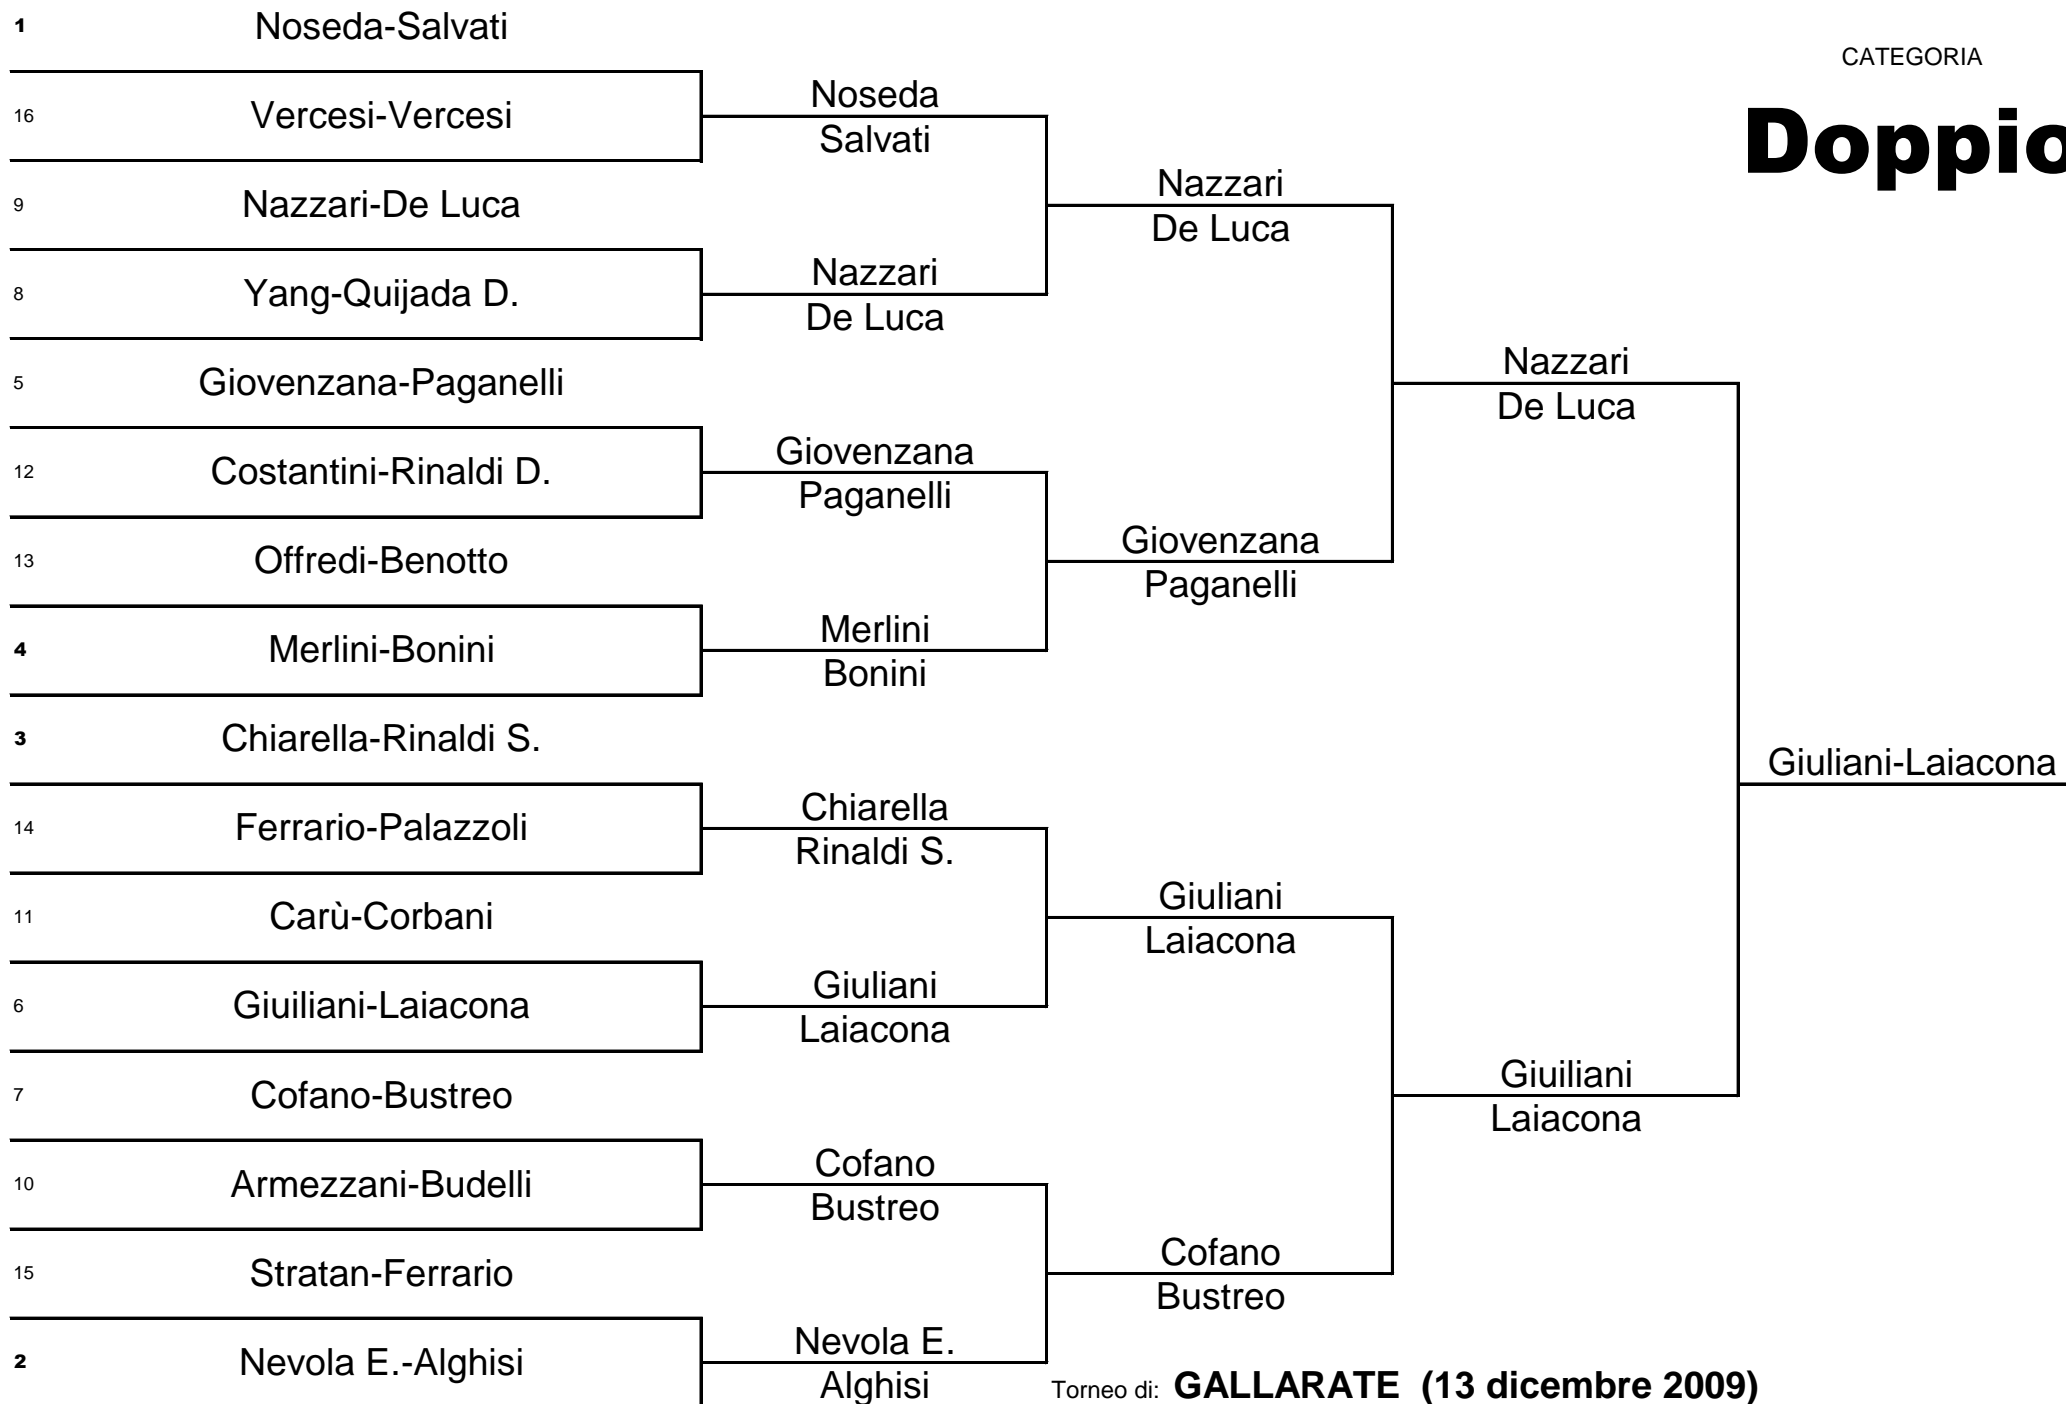 1 Noseda-Salvati
CATEGORIA
Doppio
16 Vercesi-Vercesi
Noseda
Salvati
9 Nazzari-De Luca
Nazzari
De Luca
8 Yang-Quijada D.
Nazzari
De Luca
5 Giovenzana-Paganelli
Nazzari
De Luca
12 Costantini-Rinaldi D.
Giovenzana
Paganelli
13 Offredi-Benotto
Giovenzana
Paganelli
4 Merlini-Bonini
Merlini
Bonini
3 Chiarella-Rinaldi S.
Giuliani-Laiacona
14 Ferrario-Palazzoli
Chiarella
Rinaldi S.
11 Carù-Corbani
Giuliani
Laiacona
6 Giuiliani-Laiacona
Giuliani
Laiacona
7 Cofano-Bustreo
Giuiliani
Laiacona
10 Armezzani-Budelli
Cofano
Bustreo
15 Stratan-Ferrario
Cofano
Bustreo
2 Nevola E.-Alghisi
Nevola E.
Alghisi
Torneo di: GALLARATE (13 dicembre 2009)